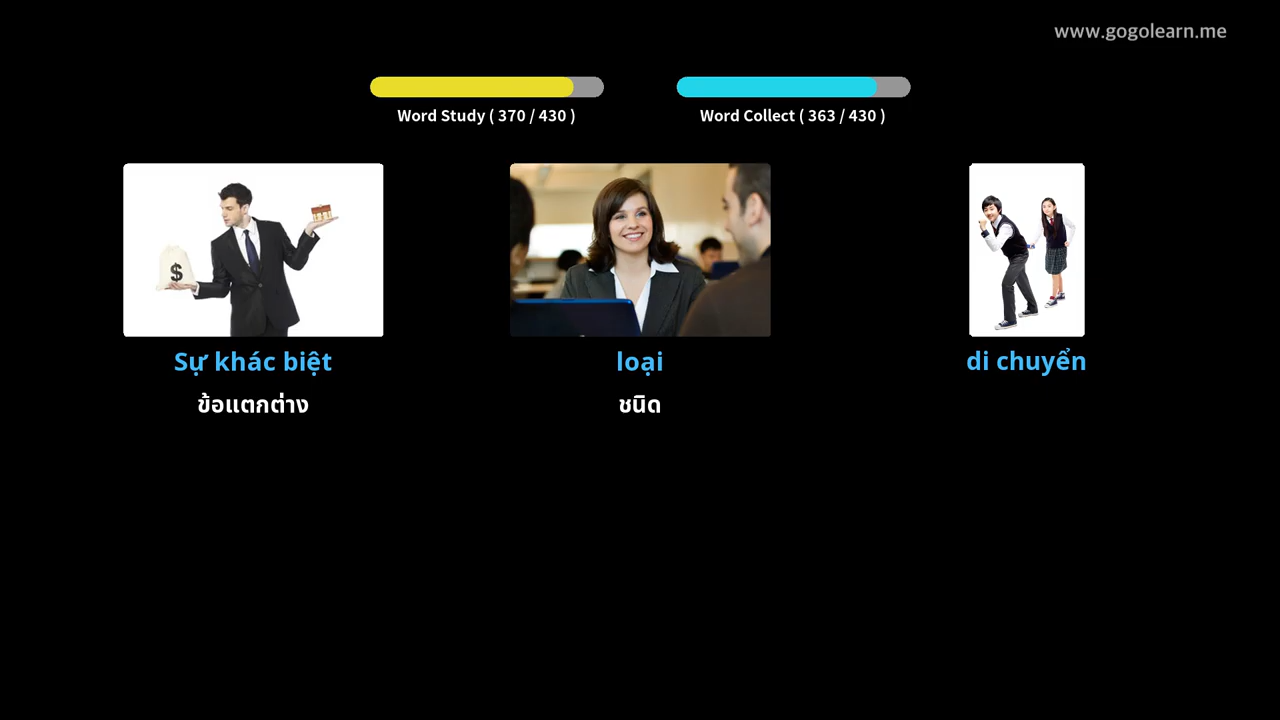 www.gogolearn.me
Word Study ( 370 / 430 )
Word Collect ( 363 / 430 )
$
Sự khác biệt
loại
di chuyển
ข้อแตกต่าง
ชนิด